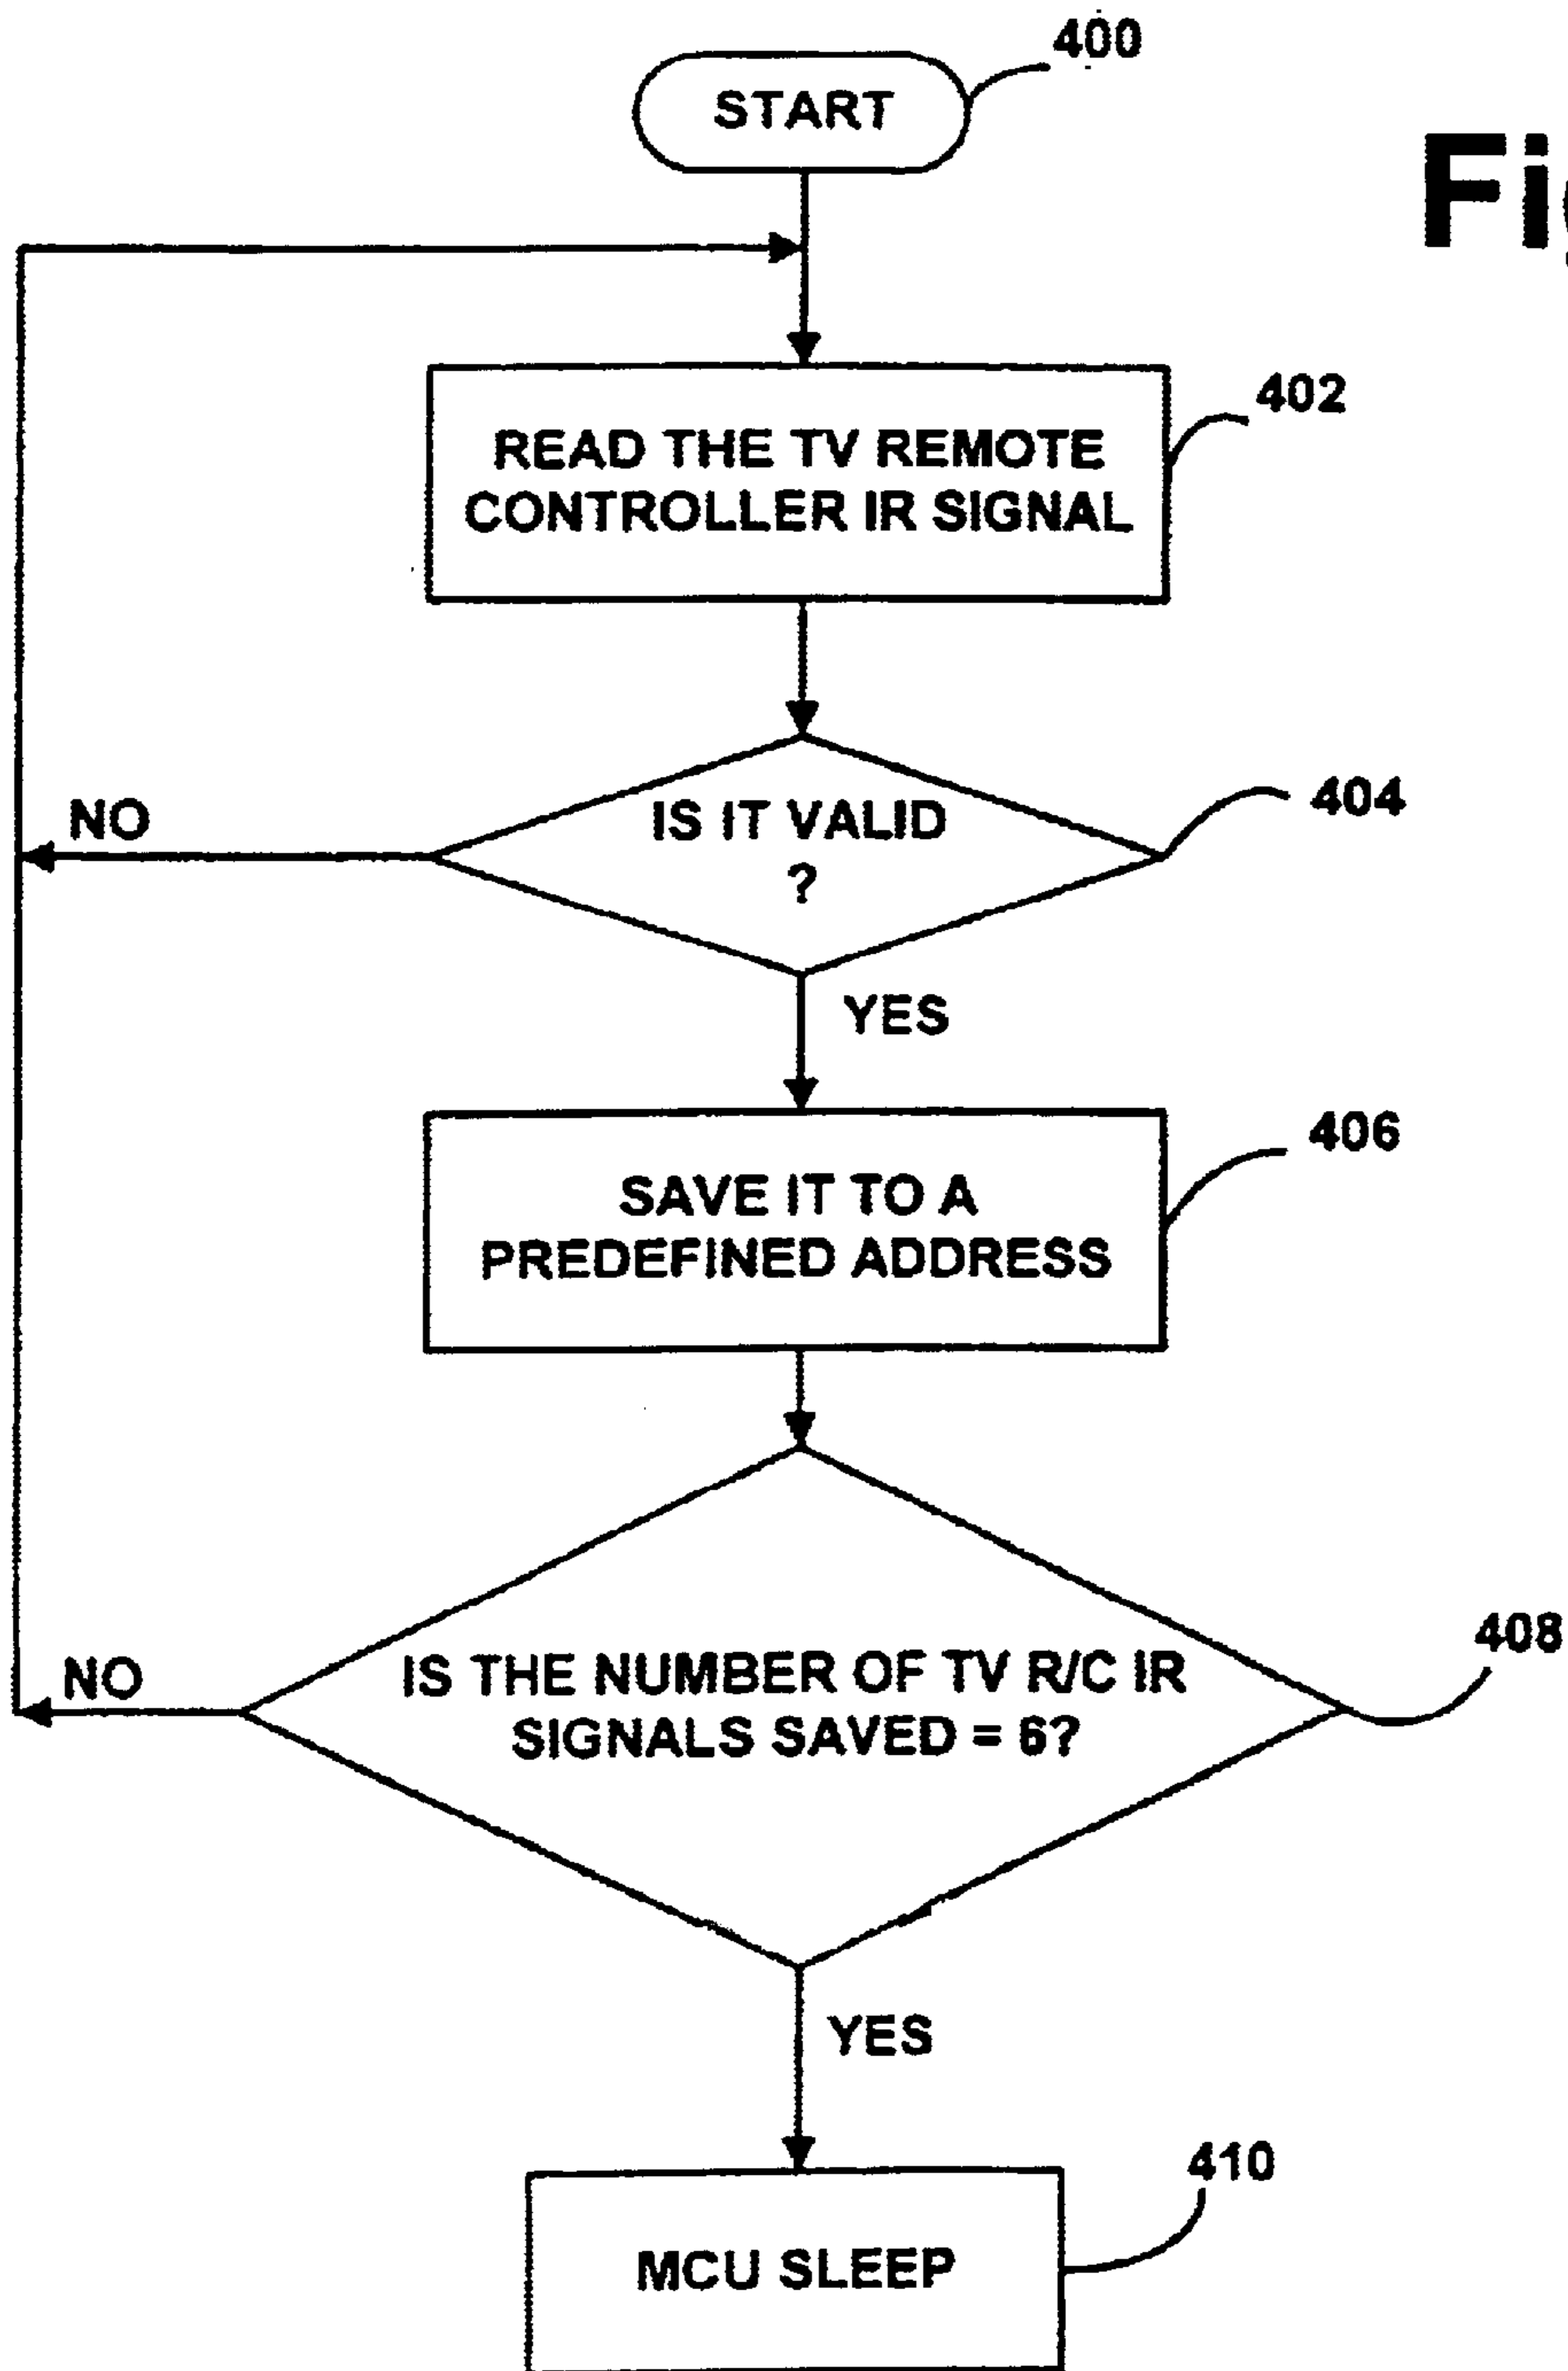 400
START
402
READ THE TV REMOTE
CONTROLLER IR SIGNAL
404
NO
IS IT VALID
?
YES
406
SAVE IT TO A
PREDEFINED ADDRESS
408
NO
IS THE NUMBER OF TV R/C IR
SIGNALS SAVED = 6?
YES
410
MCU SLEEP